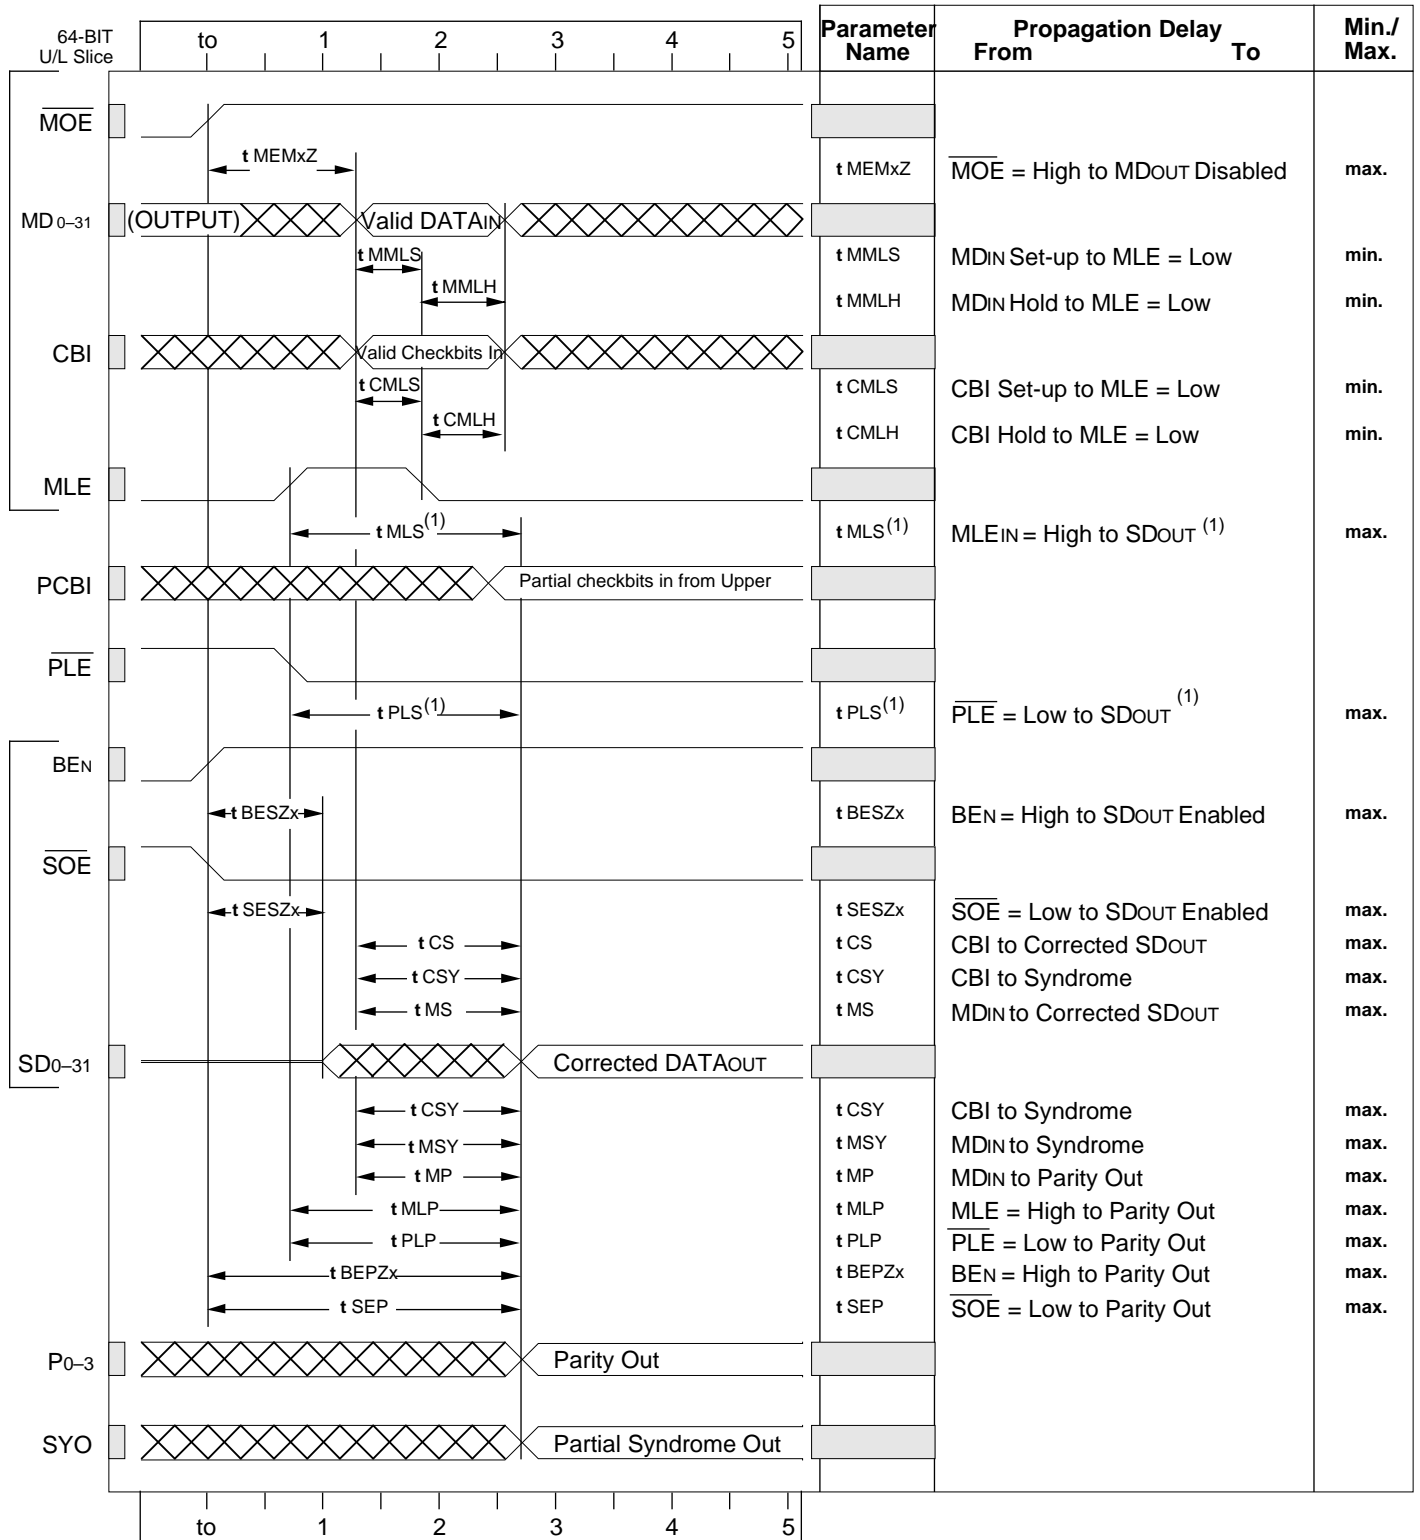 64-BIT
U/L Slice
to 1 2 3 4 5
Parameter Name
Propagation Delay
From To
Min./ Max.
MOE
t MEMxZ
t MEMxZ MOE = High to MDOUT Disabled max.
MD 0–31
(OUTPUT)
Valid DATAIN
t MMLS
t MMLS MDIN Set-up to MLE = Low min.
t MMLH
t MMLH MDIN Hold to MLE = Low min.
CBI
Valid Checkbits In
t CMLS
t CMLS CBI Set-up to MLE = Low min.
t CMLH
t CMLH CBI Hold to MLE = Low min.
MLE
t MLS(1)
t MLS(1) MLEIN = High to SDOUT (1) max.
PCBI
Partial checkbits in from Upper
PLE
t PLS(1)
t PLS(1) PLE = Low to SDOUT (1) max.
BEN
t BESZx
t BESZx BEN = High to SDOUT Enabled max.
SOE
t SESZx
t SESZx SOE = Low to SDOUT Enabled max.
t CS
t CS CBI to Corrected SDOUT max.
t CSY
t CSY CBI to Syndrome max.
t MS
t MS MDIN to Corrected SDOUT max.
SD0–31
Corrected DATAOUT
t CSY
t CSY CBI to Syndrome max.
t MSY
t MSY MDIN to Syndrome max.
t MP
t MP MDIN to Parity Out max.
t MLP
t MLP MLE = High to Parity Out max.
t PLP
t PLP PLE = Low to Parity Out max.
t BEPZx
t BEPZx BEN = High to Parity Out max.
t SEP
t SEP SOE = Low to Parity Out max.
P0–3
Parity Out
SYO
Partial Syndrome Out
to 1 2 3 4 5